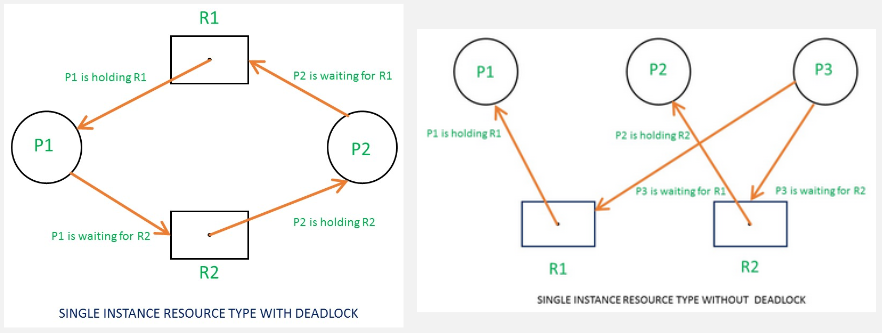 R1
P1 is holding R1
P2 is waiting for R1
P1
P2
P1 is waiting for R2
P2 is holding R2
R2
SINGLE INSTANCE RESOURCE TYPE WITH DEADLOCK
P1
P2
P3
P1 is holding R1
P2 is holding R2
P3 is waiting for R1
P3 is waiting for R2
R1
R2
SINGLE INSTANCE RESOURCE TYPE WITHOUT DEADLOCK